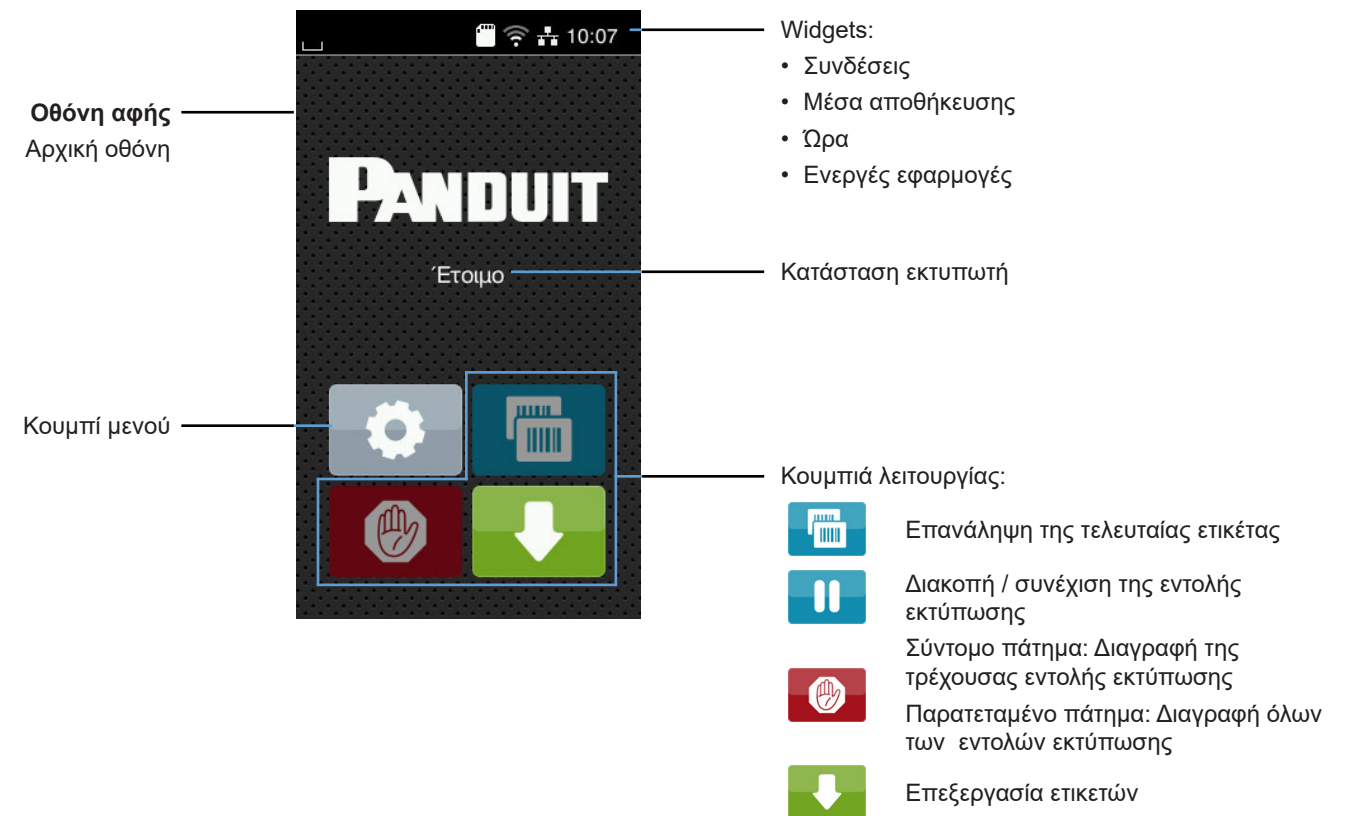 10:07
Οθόνη αφής
Αρχική οθόνη
PANDUIT
Έτοιμο
Κουμπί μενού
Widgets:
• Συνδέσεις
• Μέσα αποθήκευσης
• Ώρα
• Ενεργές εφαρμογές
Κατάσταση εκτυπωτή
Κουμπιά λειτουργίας:
Επανάληψη της τελευταίας ετικέτας
Διακοπή / συνέχιση της εντολής
εκτύπωσης
Σύντομο πάτημα: Διαγραφή της
τρέχουσας εντολής εκτύπωσης
Παρατεταμένο πάτημα: Διαγραφή όλων
των  εντολών εκτύπωσης
Επεξεργασία ετικετών